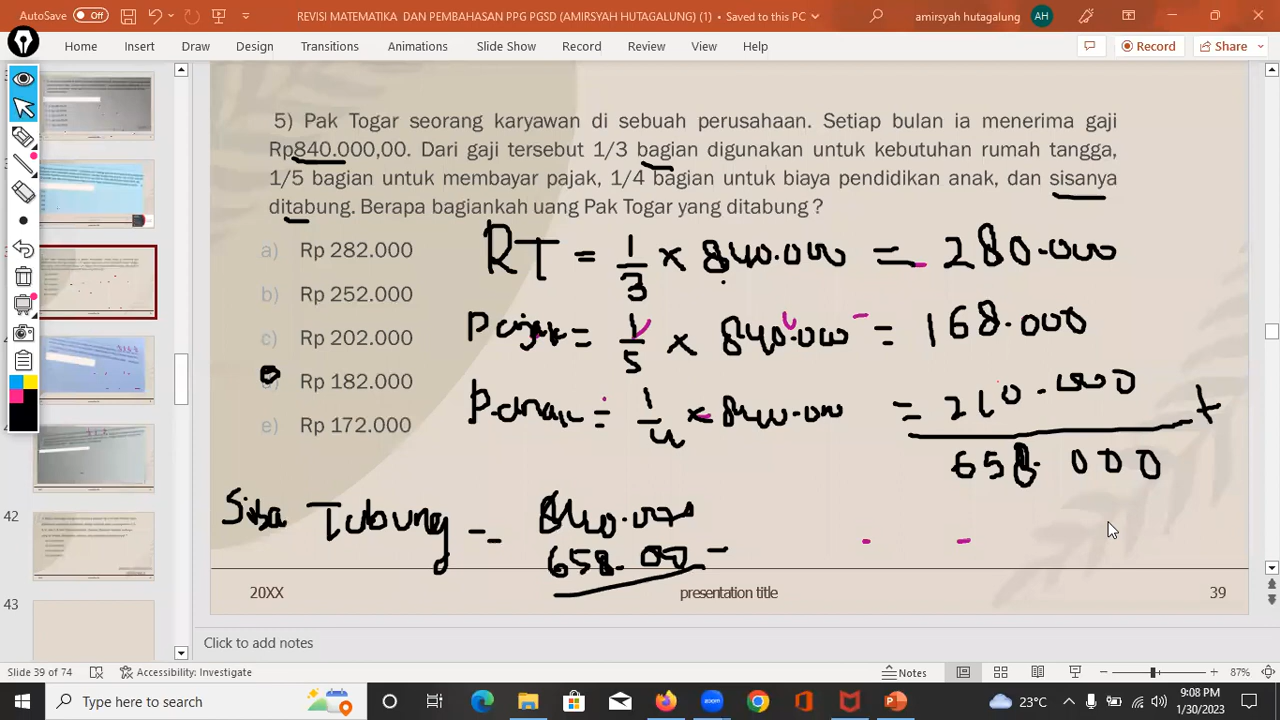 AutoSave Off REVISI MATEMATIKA DAN PEMBAHASAN PPG PGSD (AMIRSYAH HUTAGALUNG) (1) • Saved to this PC amirsyah hutagalung AH
Home Insert Draw Design Transitions Animations Slide Show Record Review View Help Record Share
5) Pak Togar seorang karyawan di sebuah perusahaan. Setiap bulan ia menerima gaji
Rp840.000,00. Dari gaji tersebut 1/3 bagian digunakan untuk kebutuhan rumah tangga,
1/5 bagian untuk membayar pajak, 1/4 bagian untuk biaya pendidikan anak, dan sisanya
ditabung. Berapa bagiankah uang Pak Togar yang ditabung ?
a) Rp 282.000
b) Rp 252.000
c) Rp 202.000
Rp 182.000
e) Rp 172.000
RT = 1/3 x 840.000 = 280.000
Pajak = 1/5 x 840.000 = 168.000
P.anak = 1/4 x 840.000 = 210.000 +
658.000
Sisa Tabung = 840.000
658.000 -
20XX presentation title 39
42
43
Click to add notes
Slide 39 of 74 Accessibility: Investigate Notes 87%
Type here to search zoom 23°C 9:08 PM
1/30/2023